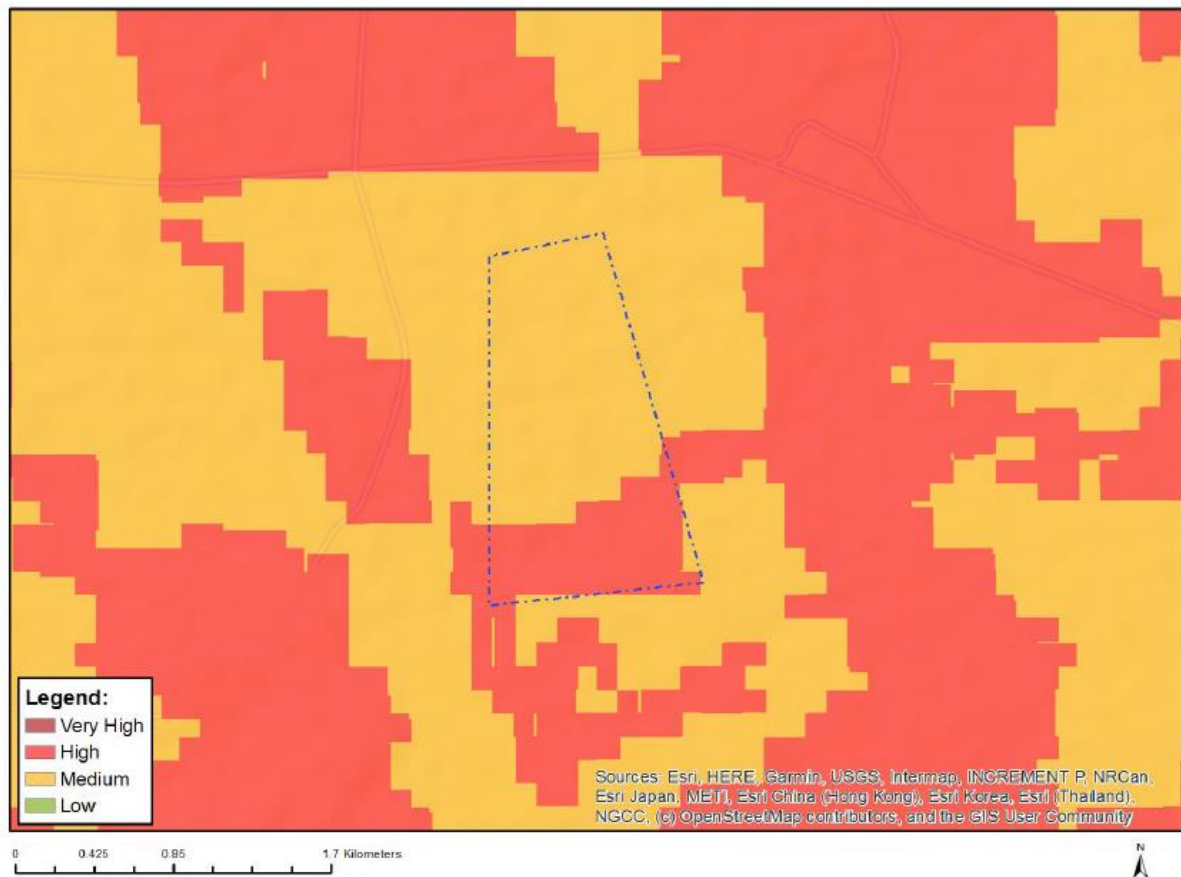 Legend:
Very High
High
Medium
Low
Sources: Esri, HERE, Garmin, USGS, Intermap, INCREMENT P, NRCan,
Esri Japan, METI, Esri China (Hong Kong), Esri Korea, Esri (Thailand),
NGCC, (c) OpenStreetMap contributors, and the GIS User Community
0 0.425 0.85 1.7 Kilometers
N